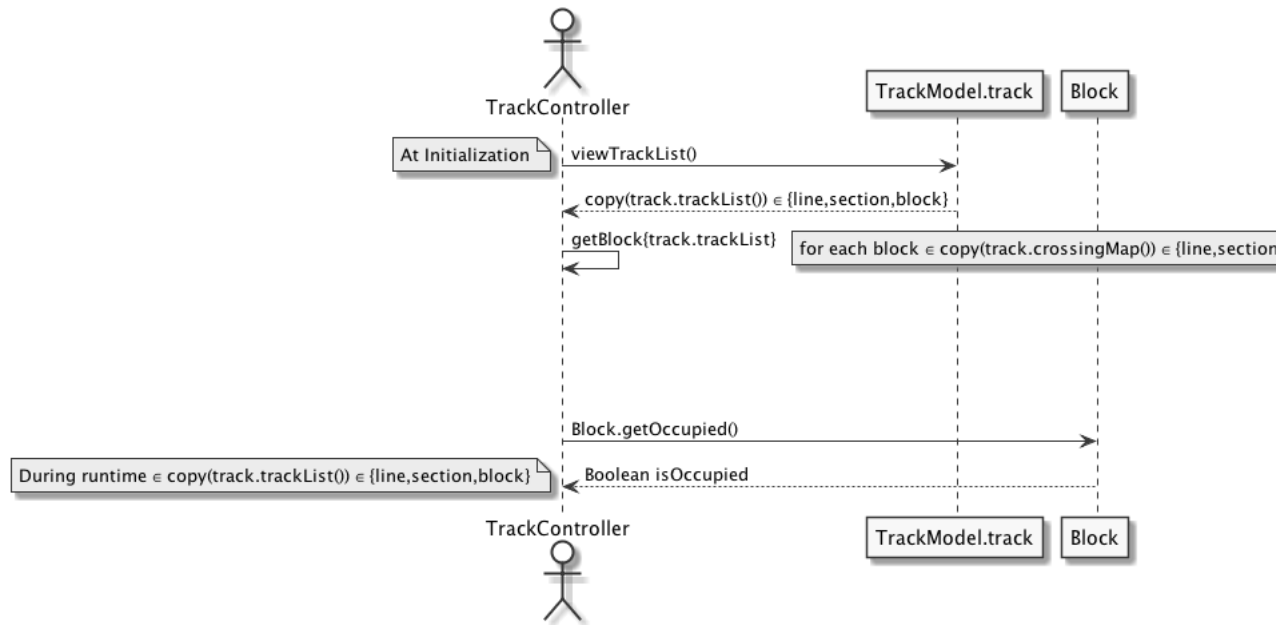 TrackController
TrackModel.track
Block
At Initialization
viewTrackList()
copy(track.trackList()) ∈ {line,section,block}
getBlock{track.trackList}
for each block ∈ copy(track.crossingMap()) ∈ {line,section
Block.getOccupied()
During runtime ∈ copy(track.trackList()) ∈ {line,section,block}
Boolean isOccupied
TrackController
TrackModel.track
Block